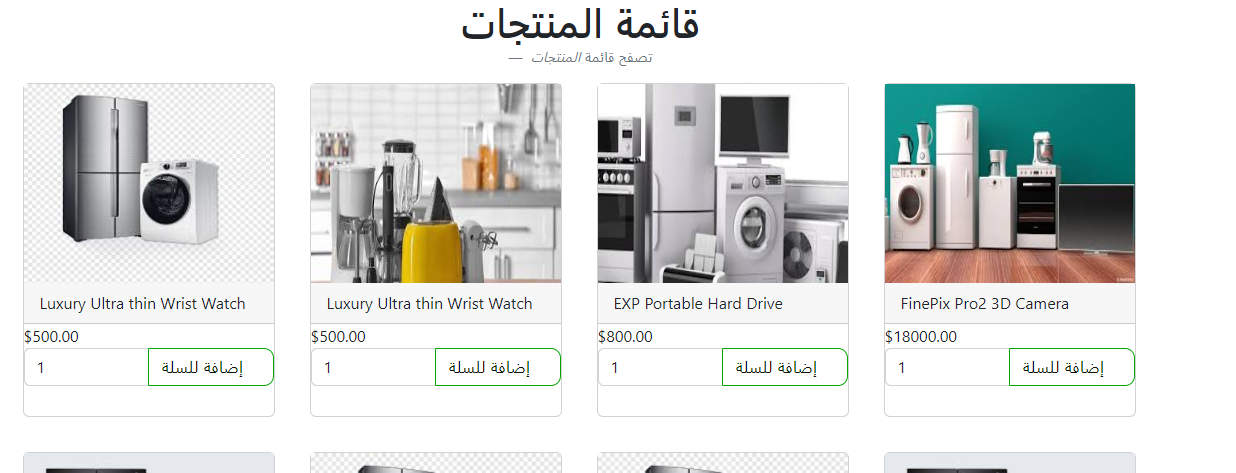 قائمة المنتجات
تصفح قائمة المنتجات —
Luxury Ultra thin Wrist Watch
$500.00
1
إضافة للسلة
Luxury Ultra thin Wrist Watch
$500.00
1
إضافة للسلة
EXP Portable Hard Drive
$800.00
1
إضافة للسلة
FinePix Pro2 3D Camera
$18000.00
1
إضافة للسلة